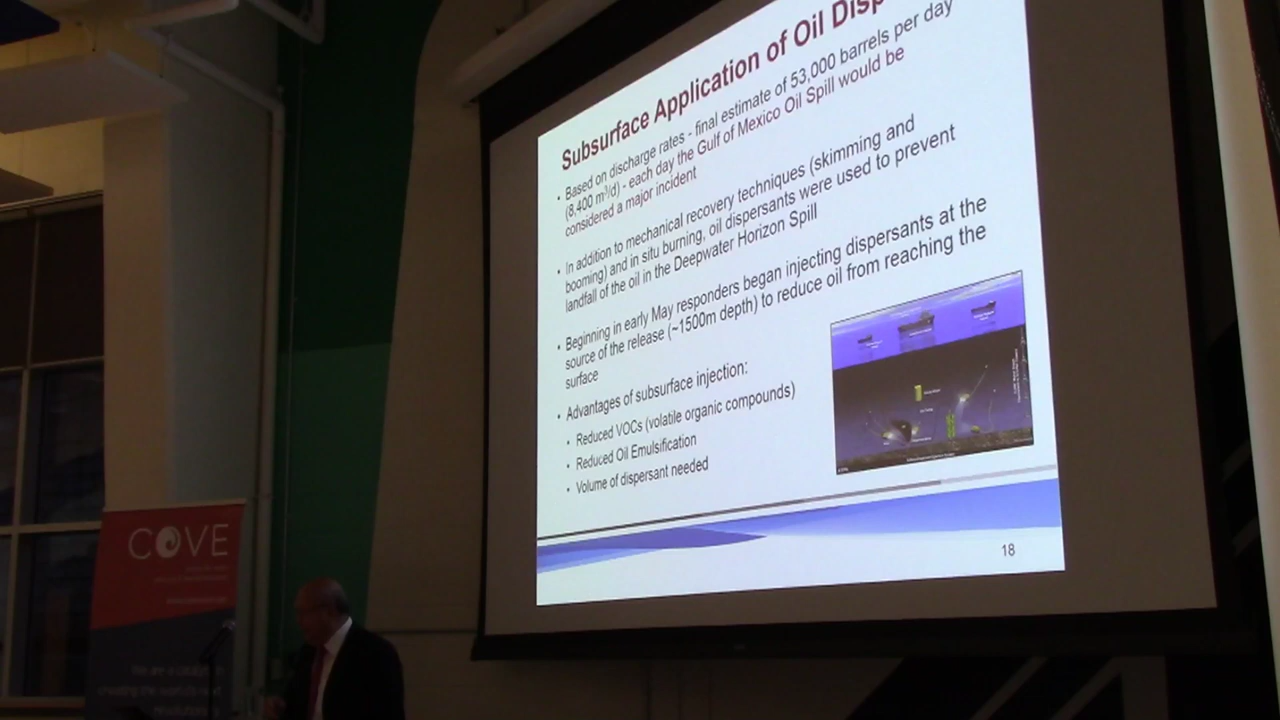 Subsurface Application of Oil Disp
• Based on discharge rates - final estimate of 53,000 barrels per day
(8,400 m³/d) - each day the Gulf of Mexico Oil Spill would be
considered a major incident
• In addition to mechanical recovery techniques (skimming and
booming) and in situ burning, oil dispersants were used to prevent
landfall of the oil in the Deepwater Horizon Spill
• Beginning in early May responders began injecting dispersants at the
source of the release (~1500m depth) to reduce oil from reaching the
surface
• Advantages of subsurface injection:
• Reduced VOCs (volatile organic compounds)
• Reduced Oil Emulsification
• Volume of dispersant needed
18
COVE
We are a catalyst